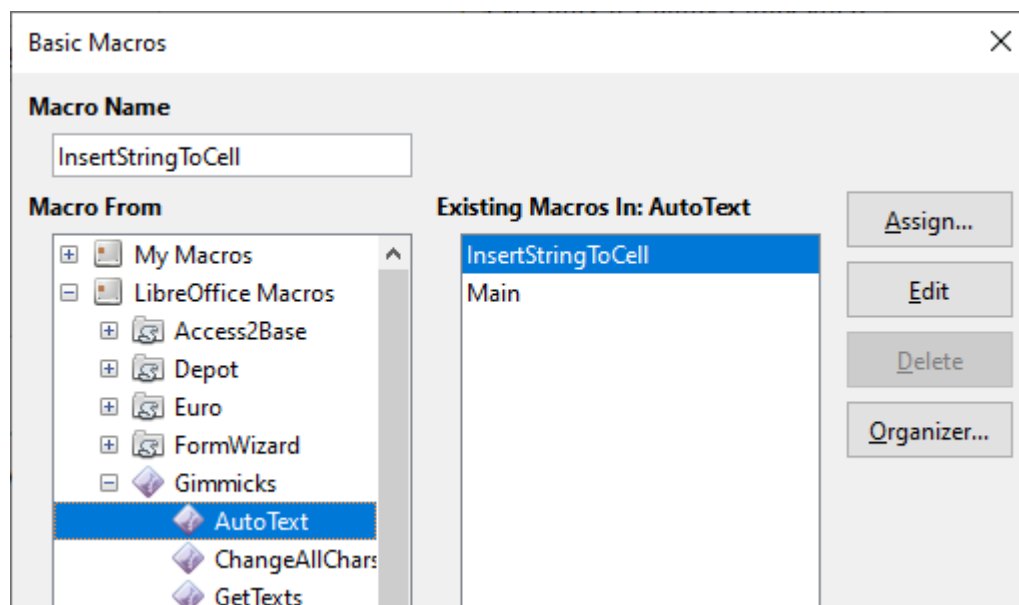 Basic Macros
Macro Name
InsertStringToCell
Macro From
Existing Macros In: AutoText
Assign...
My Macros
InsertStringToCell
LibreOffice Macros
Main
Edit
Access2Base
Depot
Delete
Euro
FormWizard
Organizer...
Gimmicks
AutoText
ChangeAllChars
GetTexts